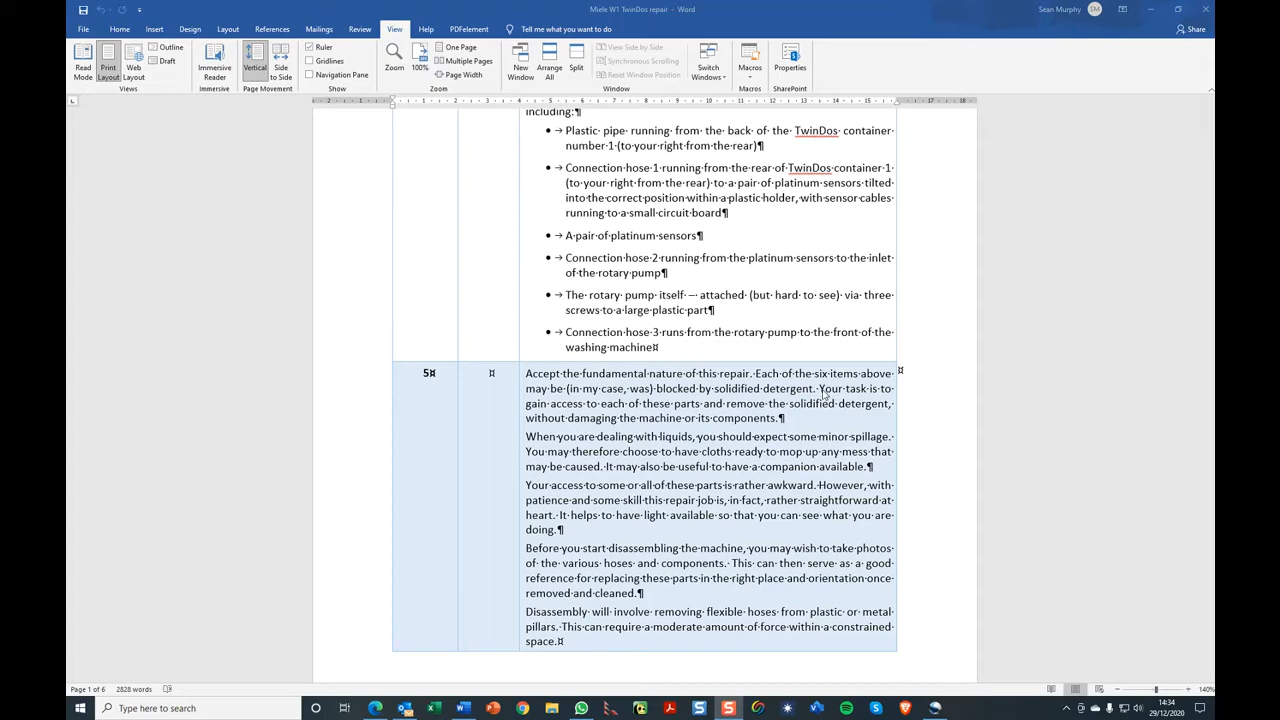 Miele W1 TwinDos repair - Word
Sean Murphy SM
File Home Insert Design Layout References Mailings Review View Help PDFelement Tell me what you want to do Share
Read Mode
Print Layout
Web Layout
Outline
Draft
Views
Immersive Reader
Immersive
Vertical
Side to Side
Page Movement
Ruler
Gridlines
Navigation Pane
Show
Zoom
100%
One Page
Multiple Pages
Page Width
Zoom
New Window
Arrange All
Split
View Side by Side
Synchronous Scrolling
Reset Window Position
Window
Switch Windows
Macros
Macros
Properties
SharePoint
2 1 1 2 3 4 5 6 7 8 9 10 11 12 13 14 15 17 18
including:¶
• → Plastic· pipe· running· from· the· back· of· the· TwinDos· container·
number·1·(to·your·right·from·the·rear)¶
• → Connection·hose·1·running·from·the·rear·of·TwinDos·container·1·
(to·your·right·from·the·rear)·to·a·pair·of·platinum·sensors·tilted·
into·the·correct·position·within·a·plastic·holder,·with·sensor·cables·
running·to·a·small·circuit·board¶
• → A·pair·of·platinum·sensors¶
• → Connection·hose·2·running·from·the·platinum·sensors·to·the·inlet·
of·the·rotary·pump¶
• → The· rotary· pump· itself· –· attached· (but· hard· to· see)· via· three·
screws·to·a·large·plastic·part¶
• → Connection·hose·3·runs·from·the·rotary·pump·to·the·front·of·the·
washing·machine¤
5¤ ¤ Accept·the·fundamental·nature·of·this·repair.··Each·of·the·six·items·above· ¤
may·be·(in·my·case,·was)·blocked·by·solidified·detergent.··Your·task·is·to·
gain·access·to·each·of·these·parts·and·remove·the·solidified·detergent,·
without·damaging·the·machine·or·its·components.¶
When·you·are·dealing·with·liquids,·you·should·expect·some·minor·spillage.··
You·may·therefore·choose·to·have·cloths·ready·to·mop·up·any·mess·that·
may·be·caused.··It·may·also·be·useful·to·have·a·companion·available.¶
Your·access·to·some·or·all·of·these·parts·is·rather·awkward.··However,·with·
patience·and·some·skill·this·repair·job·is,·in·fact,·rather·straightforward·at·
heart.··It·helps·to·have·light·available·so·that·you·can·see·what·you·are·
doing.¶
Before·you·start·disassembling·the·machine,·you·may·wish·to·take·photos·
of·the·various·hoses·and·components.··This·can·then·serve·as·a·good·
reference·for·replacing·these·parts·in·the·right·place·and·orientation·once·
removed·and·cleaned.¶
Disassembly·will·involve·removing·flexible·hoses·from·plastic·or·metal·
pillars.··This·can·require·a·moderate·amount·of·force·within·a·constrained·
space.¤
Page 1 of 6 2828 words 140%
Type here to search
14:34
29/12/2020